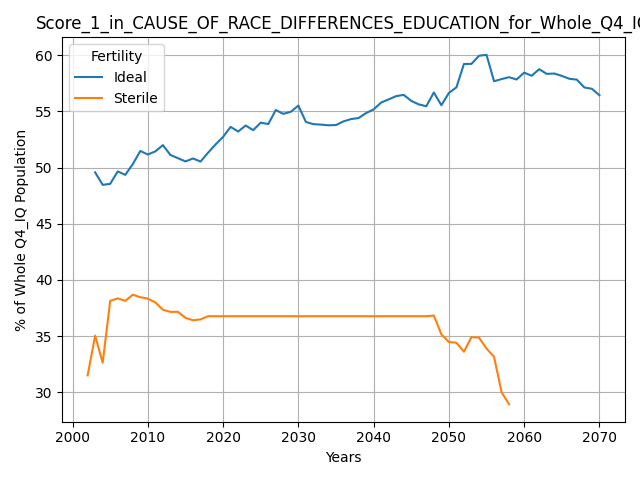 Score_1_in_CAUSE_OF_RACE_DIFFERENCES_EDUCATION_for_Whole_Q4_IQ
Fertility
Ideal
Sterile
% of Whole Q4_IQ Population
60
55
50
45
40
35
30
2000 2010 2020 2030 2040 2050 2060 2070
Years